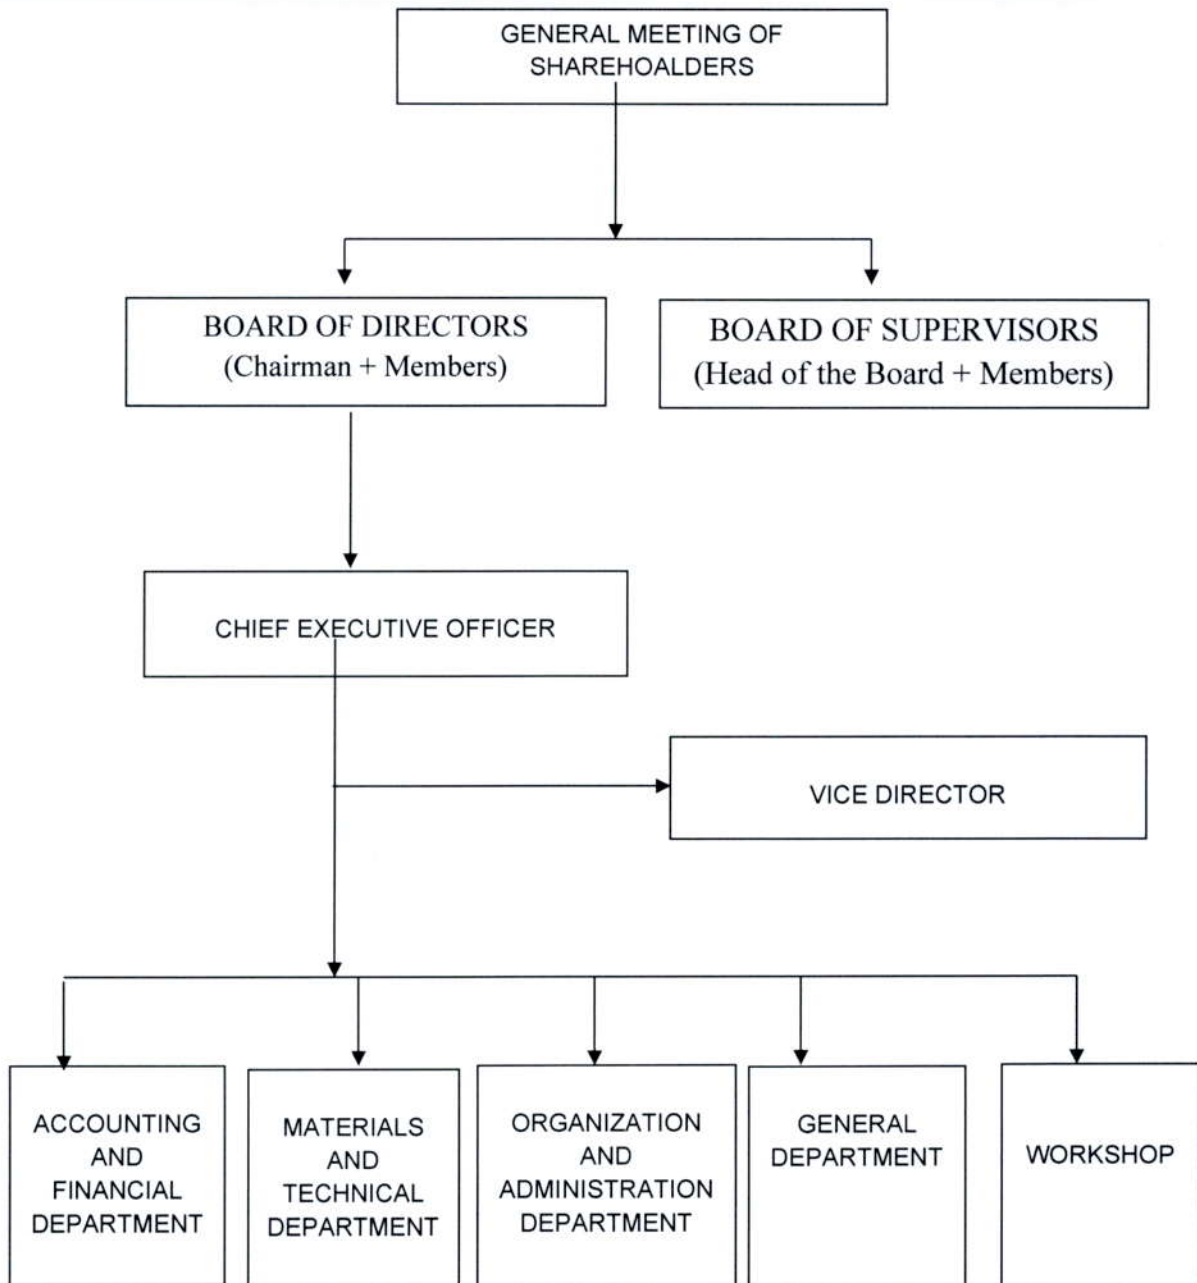 GENERAL MEETING OF
SHAREHOALDERS
BOARD OF DIRECTORS
(Chairman + Members)
BOARD OF SUPERVISORS
(Head of the Board + Members)
CHIEF EXECUTIVE OFFICER
VICE DIRECTOR
ACCOUNTING
AND
FINANCIAL
DEPARTMENT
MATERIALS
AND
TECHNICAL
DEPARTMENT
ORGANIZATION
AND
ADMINISTRATION
DEPARTMENT
GENERAL
DEPARTMENT
WORKSHOP